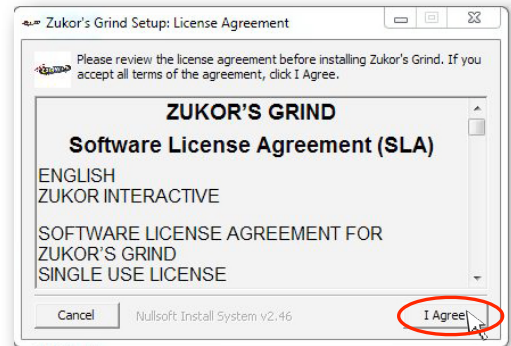 Zukor's Grind Setup: License Agreement
Please review the license agreement before installing Zukor's Grind. If you
accept all terms of the agreement, click I Agree.
ZUKOR'S GRIND
Software License Agreement (SLA)
ENGLISH
ZUKOR INTERACTIVE
SOFTWARE LICENSE AGREEMENT FOR
ZUKOR'S GRIND
SINGLE USE LICENSE
Cancel
Nullsoft Install System v2.46
I Agree